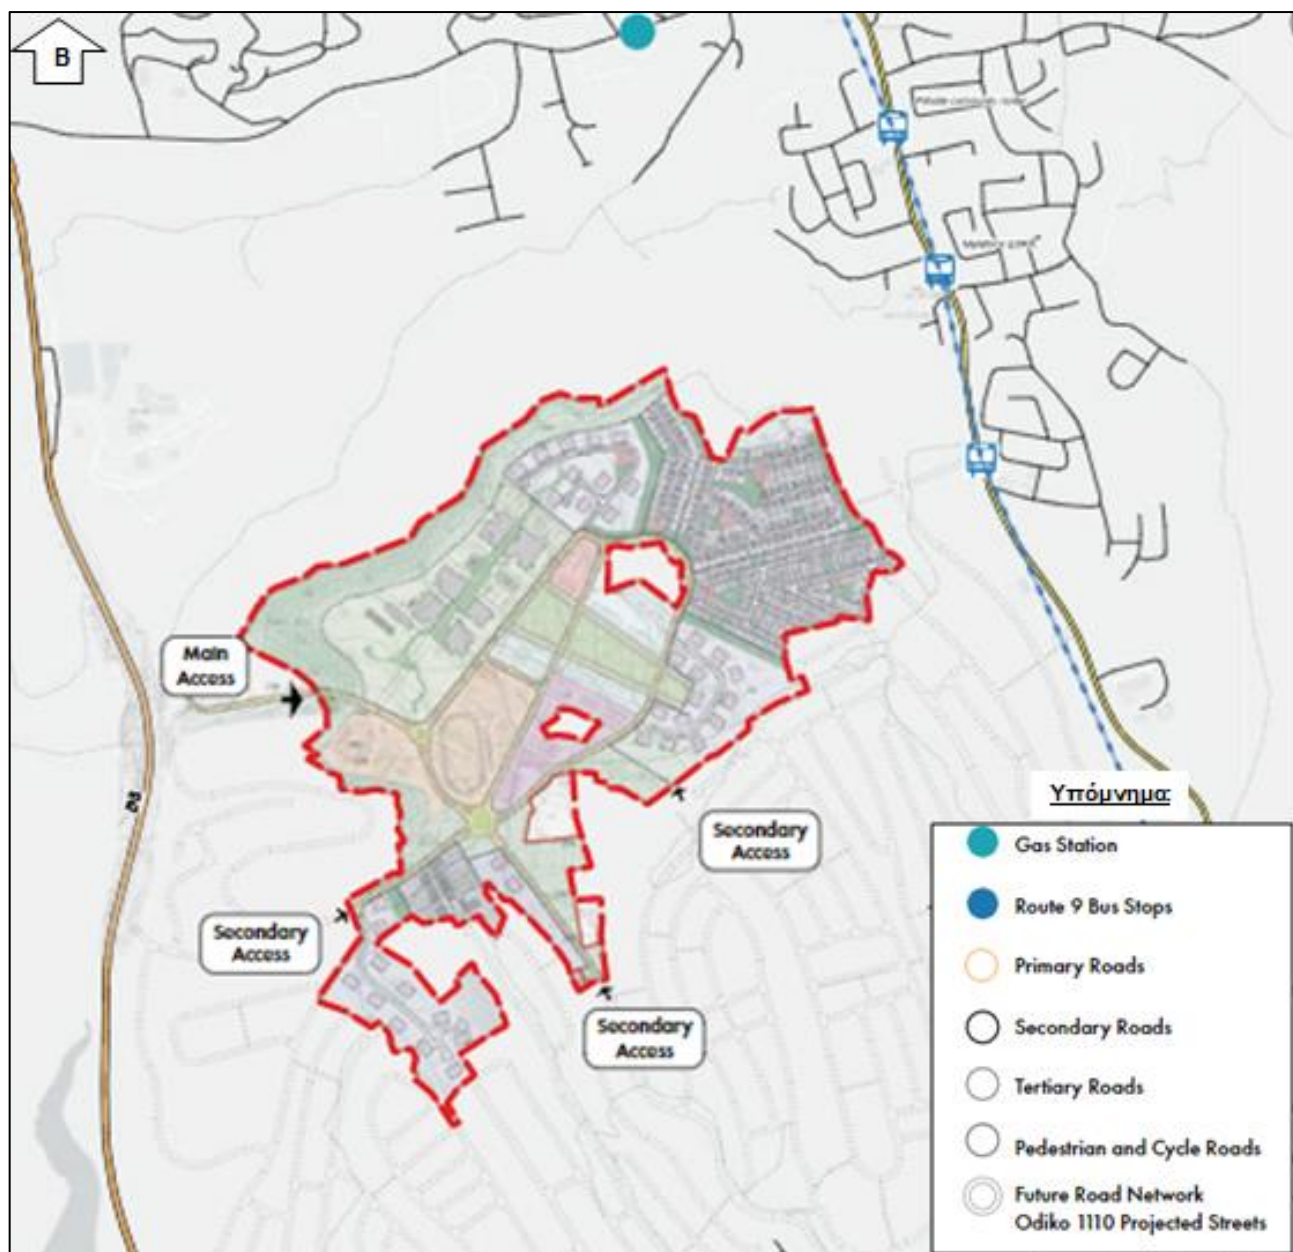 B
Main
Access
B8
Secondary
Access
Secondary
Access
Secondary
Access
Υπόμνημα:
Gas Station
Route 9 Bus Stops
Primary Roads
Secondary Roads
Tertiary Roads
Pedestrian and Cycle Roads
Future Road Network
Odiko 1110 Projected Streets